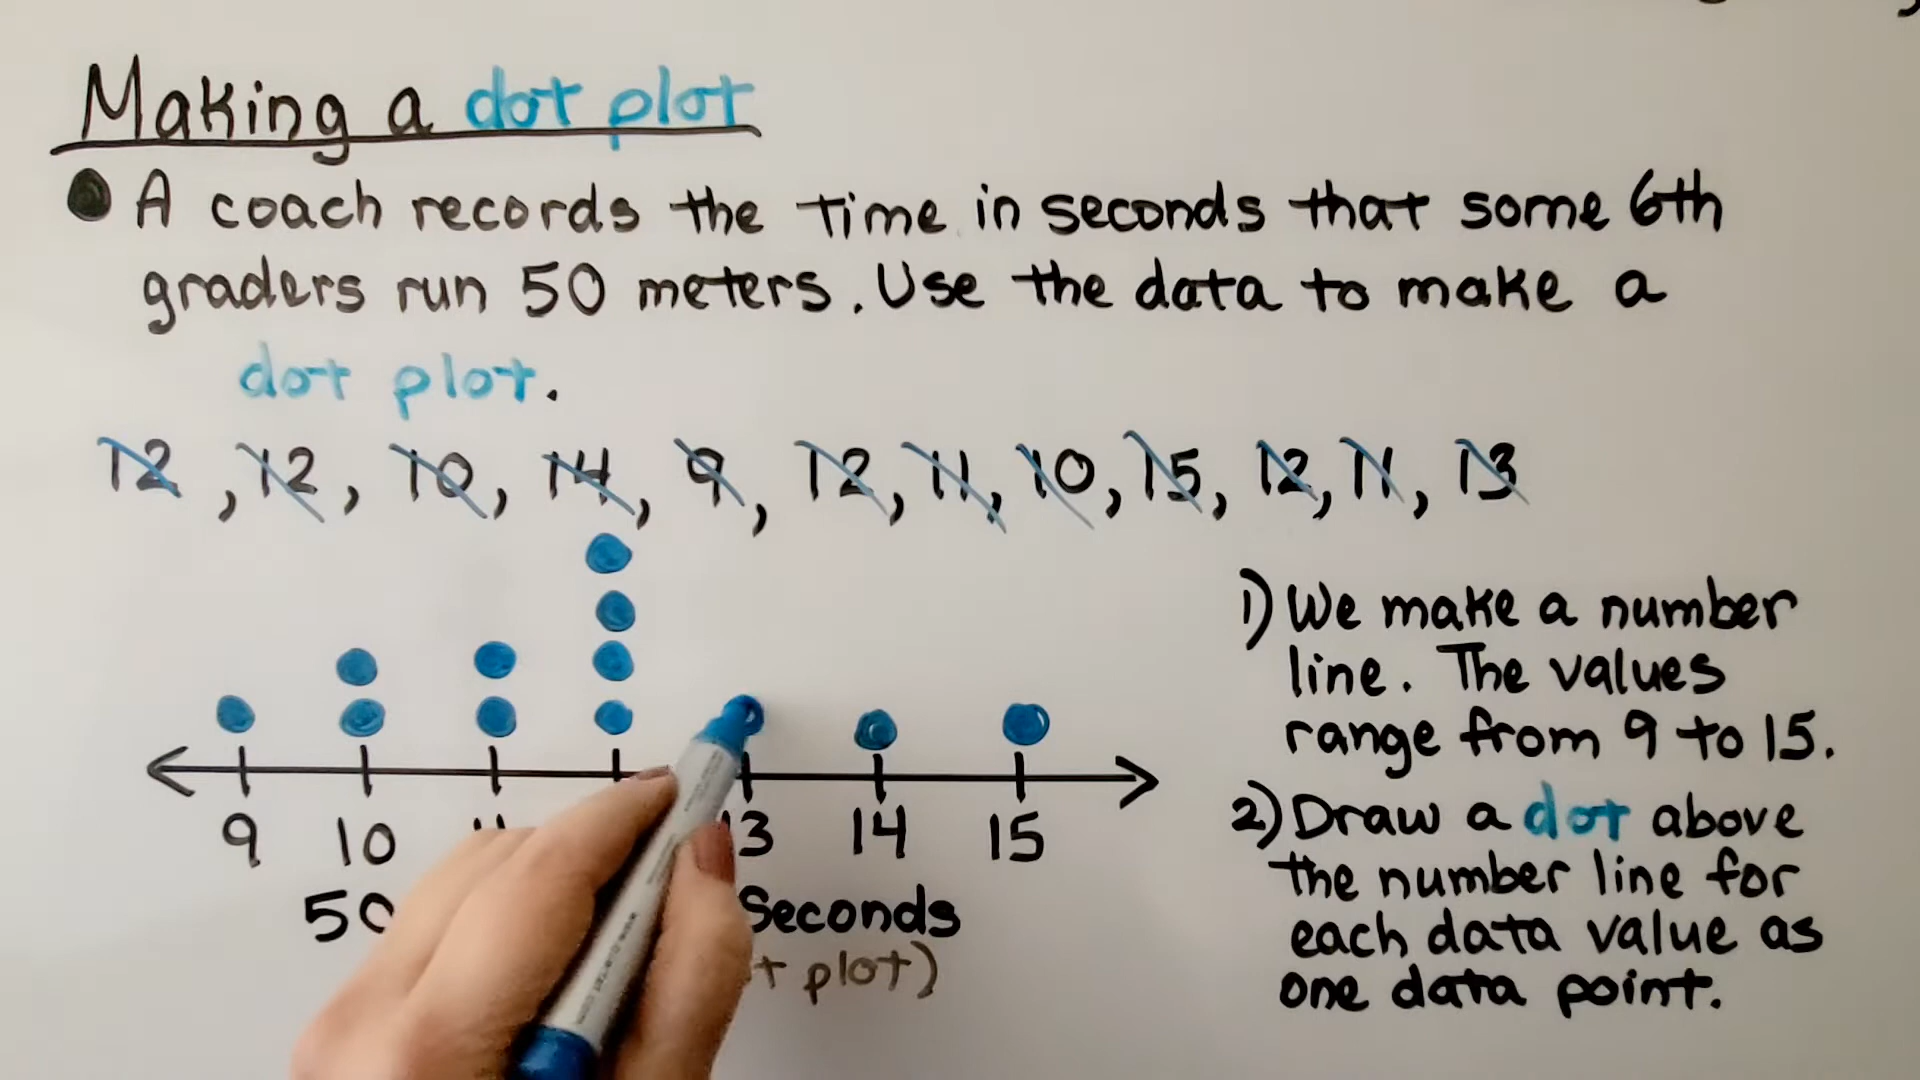 Making a dot plot
A coach records the time in seconds that some 6th
graders run 50 meters. Use the data to make a
dot plot.
12, 12, 10, 14, 9, 12, 11, 10, 15, 12, 11, 13
1) We make a number
line. The values
range from 9 to 15.
2) Draw a dot above
the number line for
each data value as
one data point.
9 10 11 13 14 15
50 Seconds
plot)